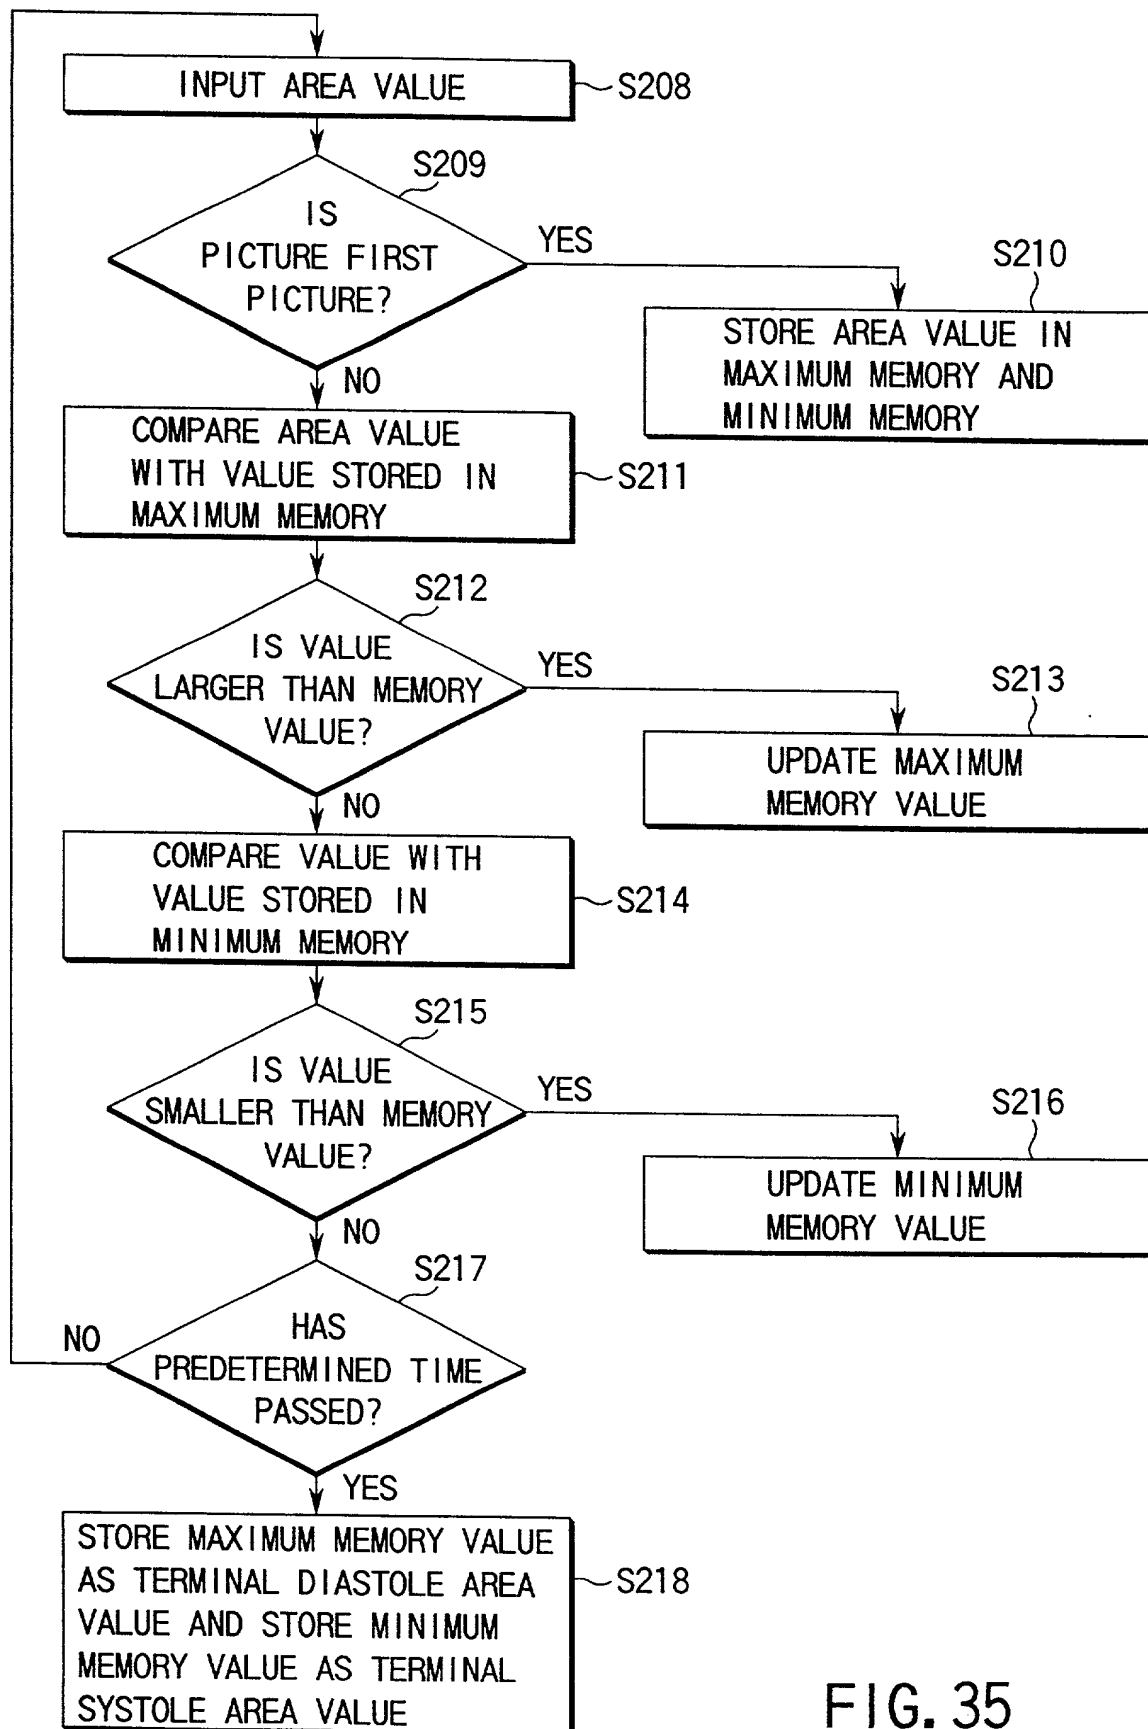 INPUT AREA VALUE
S208
S209
IS
PICTURE FIRST
PICTURE?
YES
S210
STORE AREA VALUE IN
MAXIMUM MEMORY AND
MINIMUM MEMORY
NO
COMPARE AREA VALUE
WITH VALUE STORED IN
MAXIMUM MEMORY
S211
S212
IS VALUE
LARGER THAN MEMORY
VALUE?
YES
S213
UPDATE MAXIMUM
MEMORY VALUE
NO
COMPARE VALUE WITH
VALUE STORED IN
MINIMUM MEMORY
S214
S215
IS VALUE
SMALLER THAN MEMORY
VALUE?
YES
S216
UPDATE MINIMUM
MEMORY VALUE
NO
S217
HAS
PREDETERMINED TIME
PASSED?
NO
YES
STORE MAXIMUM MEMORY VALUE
AS TERMINAL DIASTOLE AREA
VALUE AND STORE MINIMUM
MEMORY VALUE AS TERMINAL
SYSTOLE AREA VALUE
S218
FIG. 35